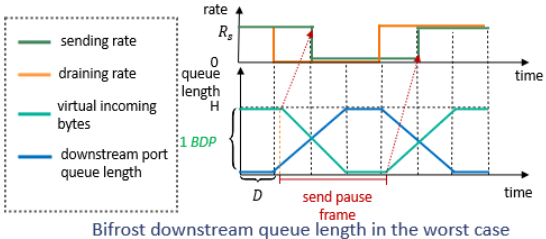 sending rate
draining rate
virtual incoming
bytes
downstream port
queue length
rate
Rs
0
time
queue
length
H
1 BDP
time
D
send pause
frame
Bifrost downstream queue length in the worst case